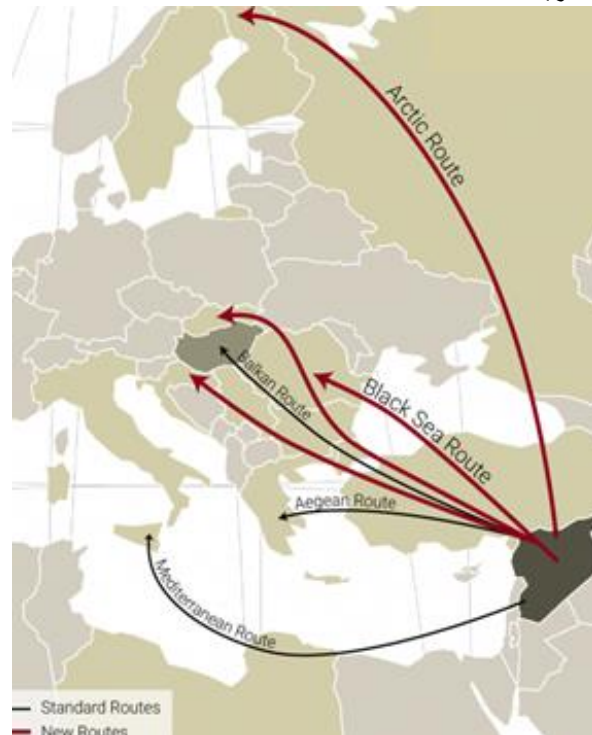 Arctic Route
Black Sea Route
Balkan Route
Aegean Route
Mediterranean Route
Standard Routes
New Routes